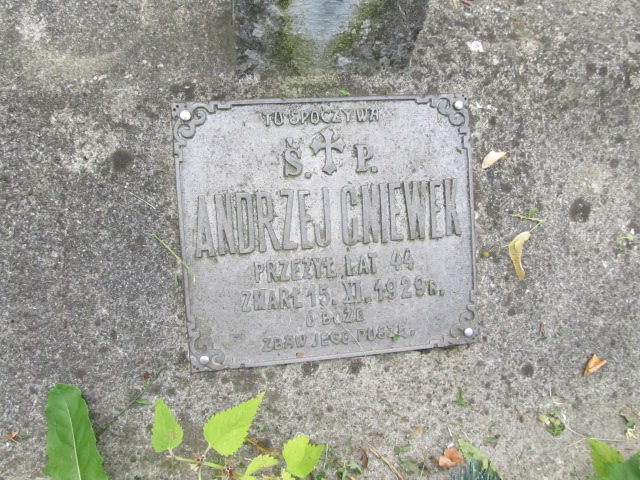 TU SPOCZYWA
Ś. P.
ANDRZEJ GNIEWEK
PRZEŻYŁ LAT 44
ZMARŁ 15. XI. 1929 R.
O BOŻE
ZBAW JEGO DUSZĘ.